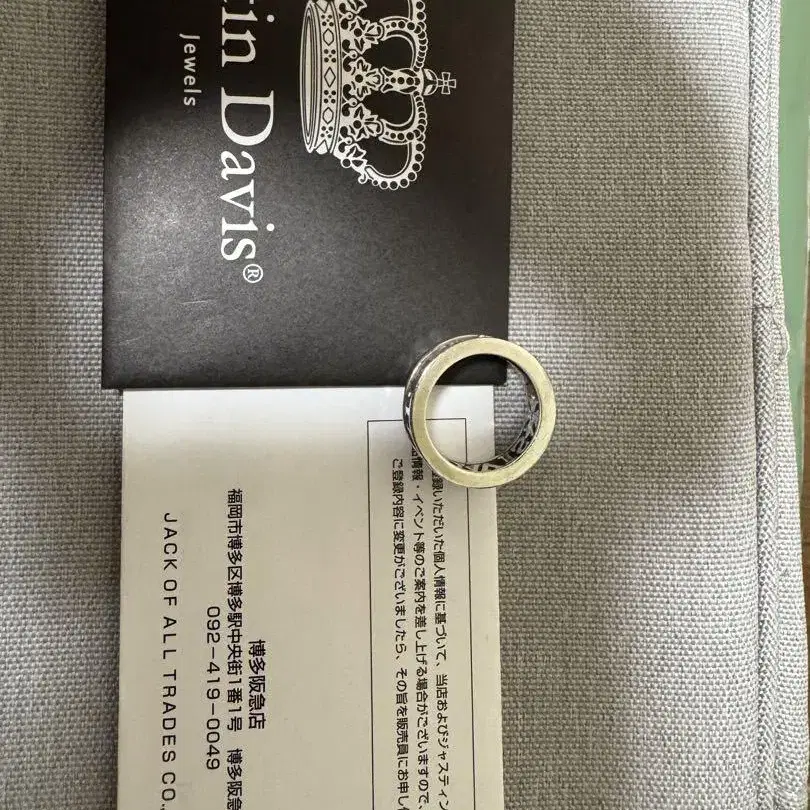 tin Davis®
Jewels
録いただいた個人情報に基づいて、当店およびジャスティン
情報・イベント等のご案内を差し上げる場合がございますので、
ご登録内容に変更がございましたら、その旨を販売員にお申し
博多阪急店
福岡市博多区博多駅中央街1番1号 博多阪急
092-419-0049
JACK OF ALL TRADES CO.,